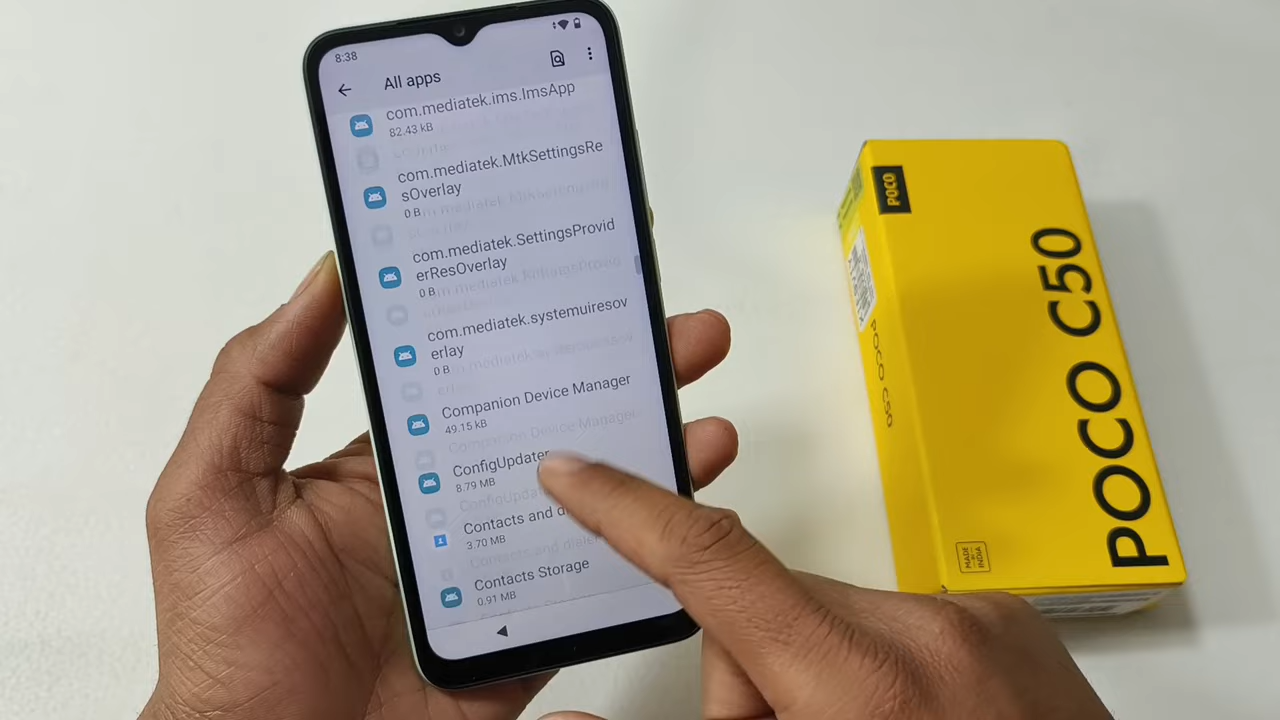 8:38
All apps
com.mediatek.ims.ImsApp
82.43 kB
com.mediatek.MtkSettingsRe
sOverlay
0 B
com.mediatek.SettingsProvid
erResOverlay
0 B
com.mediatek.systemuiresov
erlay
0 B
Companion Device Manager
49.15 kB
ConfigUpdater
8.79 MB
Contacts and di
3.70 MB
Contacts Storage
0.91 MB
POCO
POCO C50
POCO C50
MADE IN INDIA